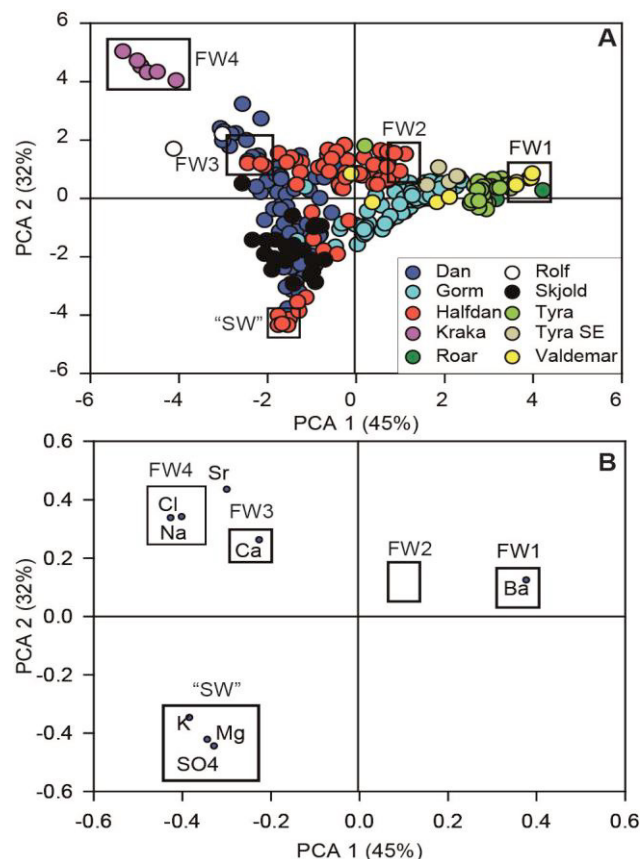 6
A
FW4
4
2
FW2
FW1
FW3
0
-2
"SW"
-4
-6
PCA 2 (32%)
Dan
Rolf
Gorm
Skjold
Halfdan
Tyra
Kraka
Tyra SE
Roar
Valdemar
-6 -4 -2 0 2 4 6
PCA 1 (45%)
0.6
B
FW4
Sr
0.4
Cl
FW3
Na
Ca
0.2
FW2
FW1
Ba
0.0
"SW"
-0.2
K
Mg
-0.4
SO4
-0.6
PCA 2 (32%)
-0.6 -0.4 -0.2 0.0 0.2 0.4 0.6
PCA 1 (45%)